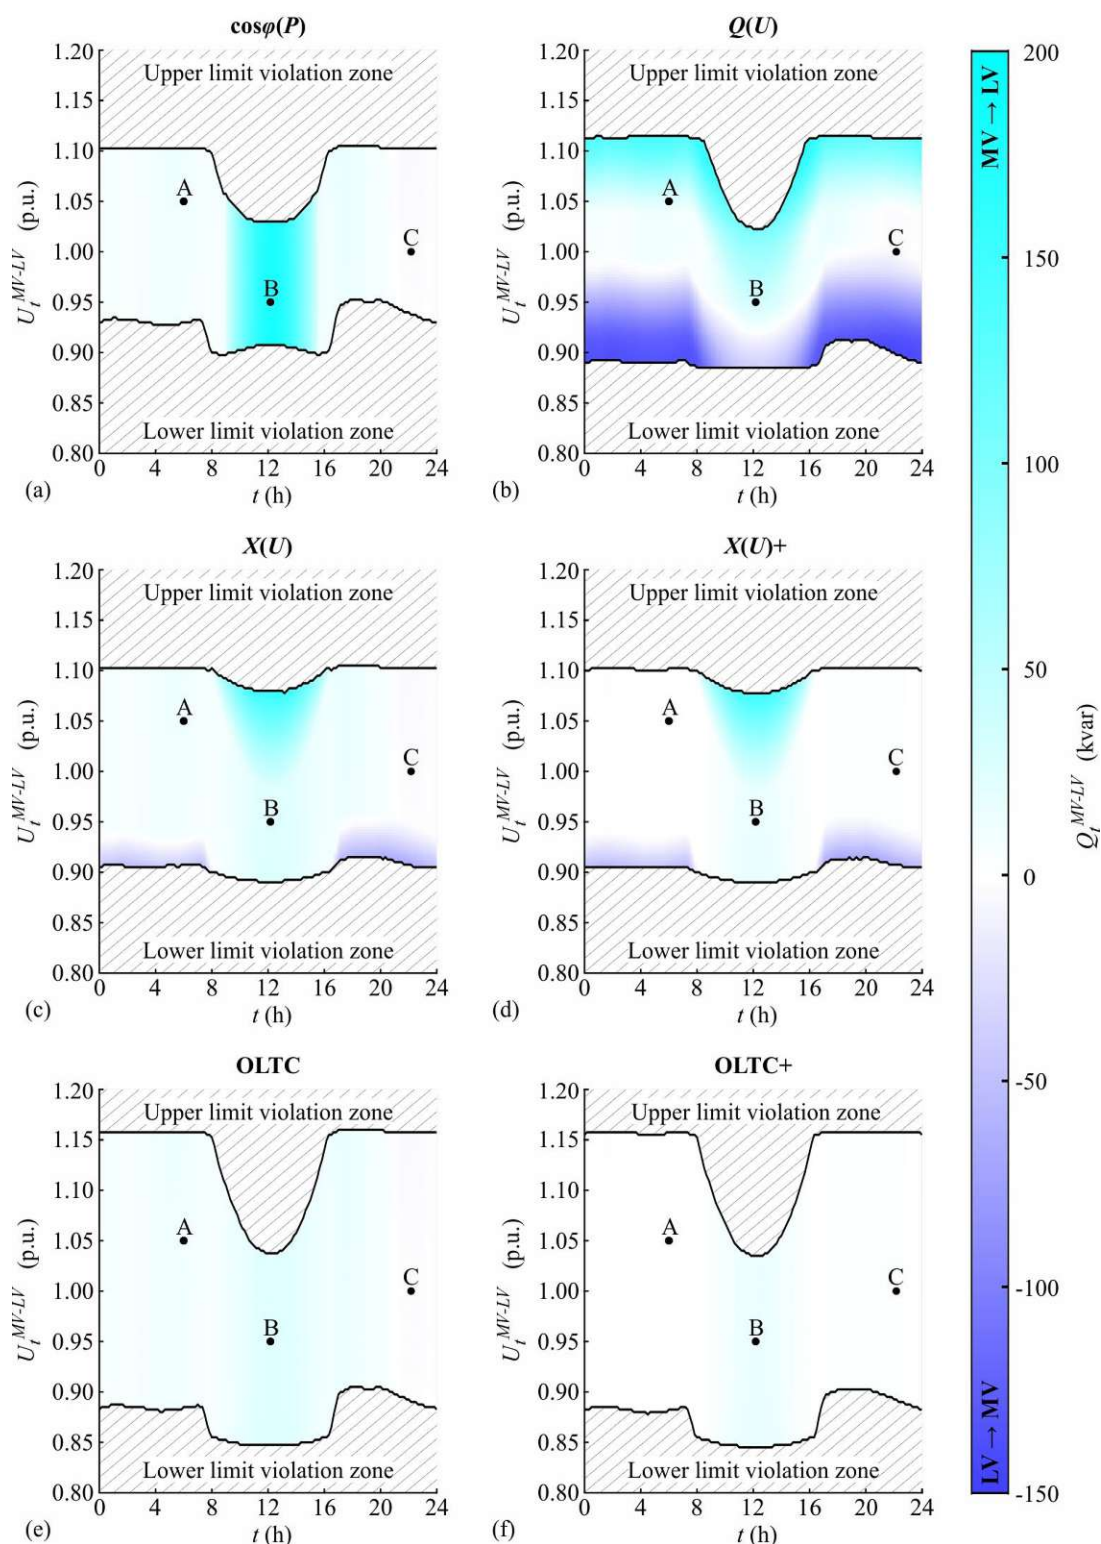 cosφ(P)
1.20
1.15
1.10
1.05
1.00
0.95
0.90
0.85
0.80
U_t^MV-LV (p.u.)
Upper limit violation zone
A
C
B
Lower limit violation zone
0 4 8 12 16 20 24
(a) t (h)
Q(U)
1.20
1.15
1.10
1.05
1.00
0.95
0.90
0.85
0.80
U_t^MV-LV (p.u.)
Upper limit violation zone
A
C
B
Lower limit violation zone
0 4 8 12 16 20 24
(b) t (h)
X(U)
1.20
1.15
1.10
1.05
1.00
0.95
0.90
0.85
0.80
U_t^MV-LV (p.u.)
Upper limit violation zone
A
C
B
Lower limit violation zone
0 4 8 12 16 20 24
(c) t (h)
X(U)+
1.20
1.15
1.10
1.05
1.00
0.95
0.90
0.85
0.80
U_t^MV-LV (p.u.)
Upper limit violation zone
A
C
B
Lower limit violation zone
0 4 8 12 16 20 24
(d) t (h)
OLTC
1.20
1.15
1.10
1.05
1.00
0.95
0.90
0.85
0.80
U_t^MV-LV (p.u.)
Upper limit violation zone
A
C
B
Lower limit violation zone
0 4 8 12 16 20 24
(e) t (h)
OLTC+
1.20
1.15
1.10
1.05
1.00
0.95
0.90
0.85
0.80
U_t^MV-LV (p.u.)
Upper limit violation zone
A
C
B
Lower limit violation zone
0 4 8 12 16 20 24
(f) t (h)
MV → LV
LV → MV
200
150
100
50
0
-50
-100
-150
Q_t^MV-LV (kvar)